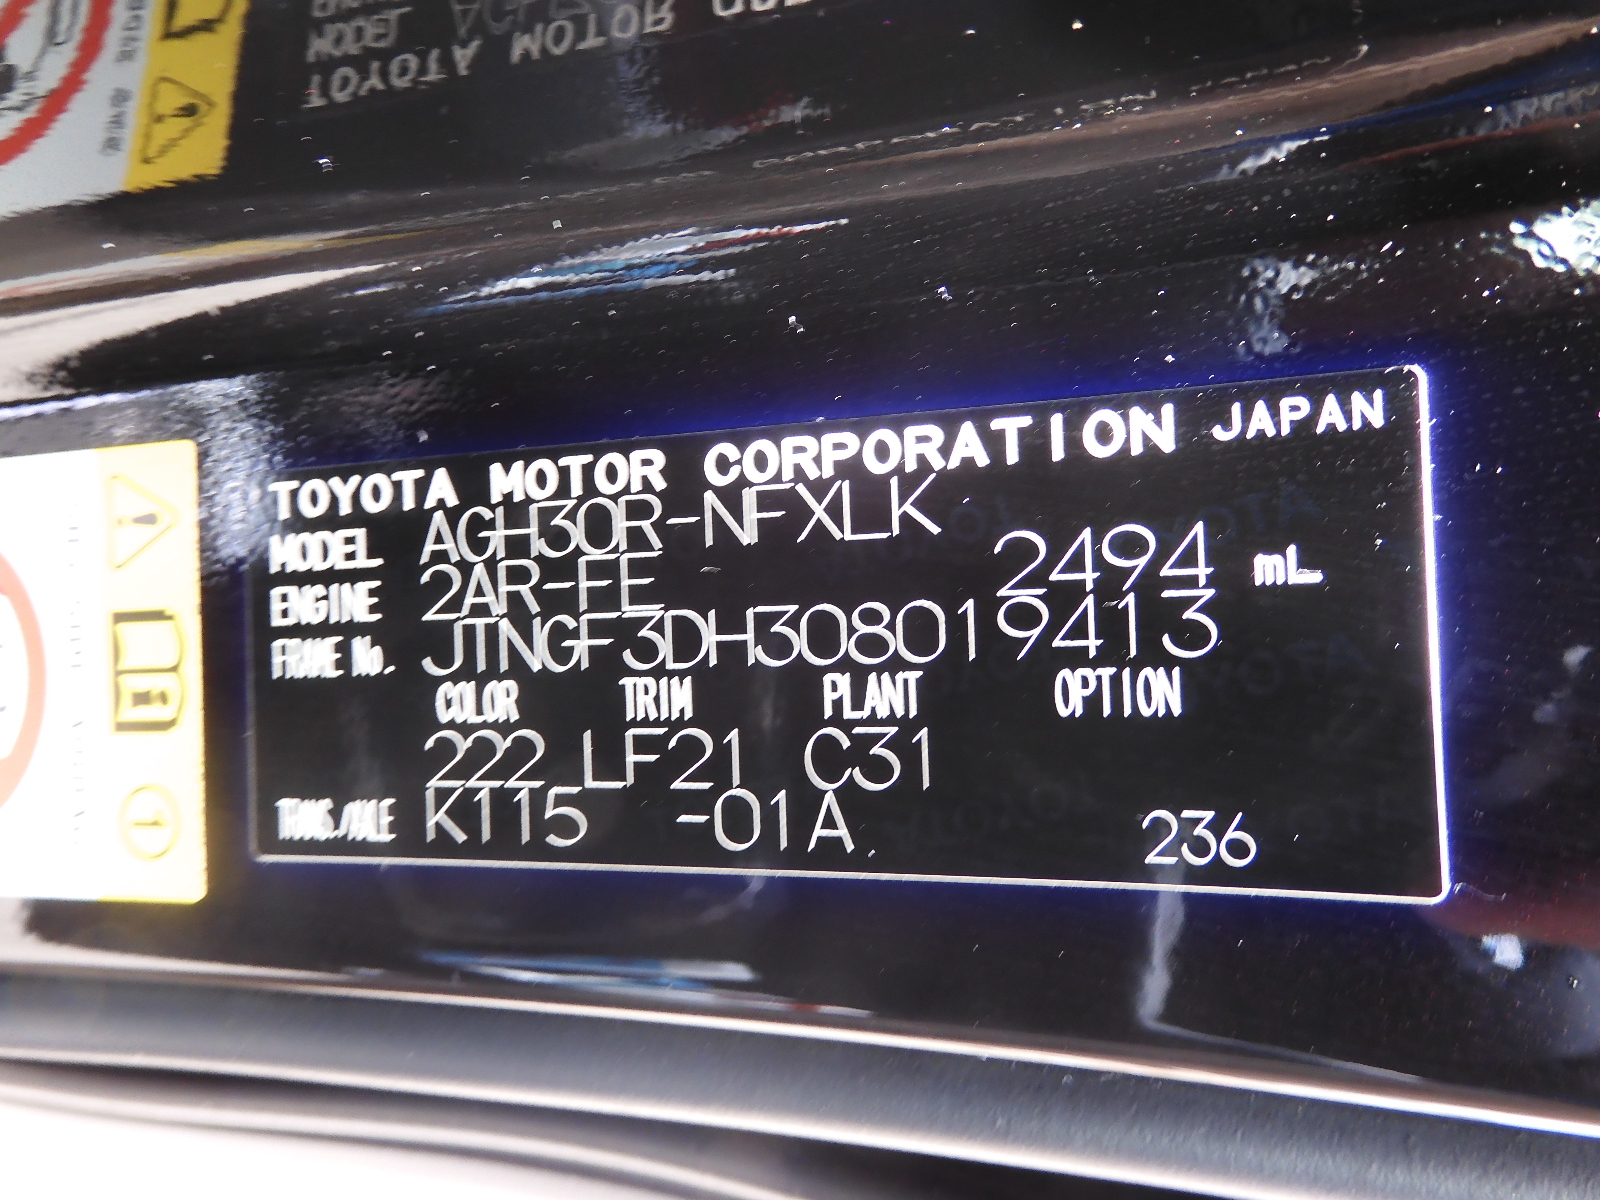 TOYOTA MOTOR CORPORATION JAPAN
MODEL AGH30R-NFXLK
ENGINE 2AR-FE 2494 mL
FRAME No. JTNGF3DH308019413
COLOR TRIM PLANT OPTION
222 LF21 C31
TRANS./AXLE K115 -01A 236
1